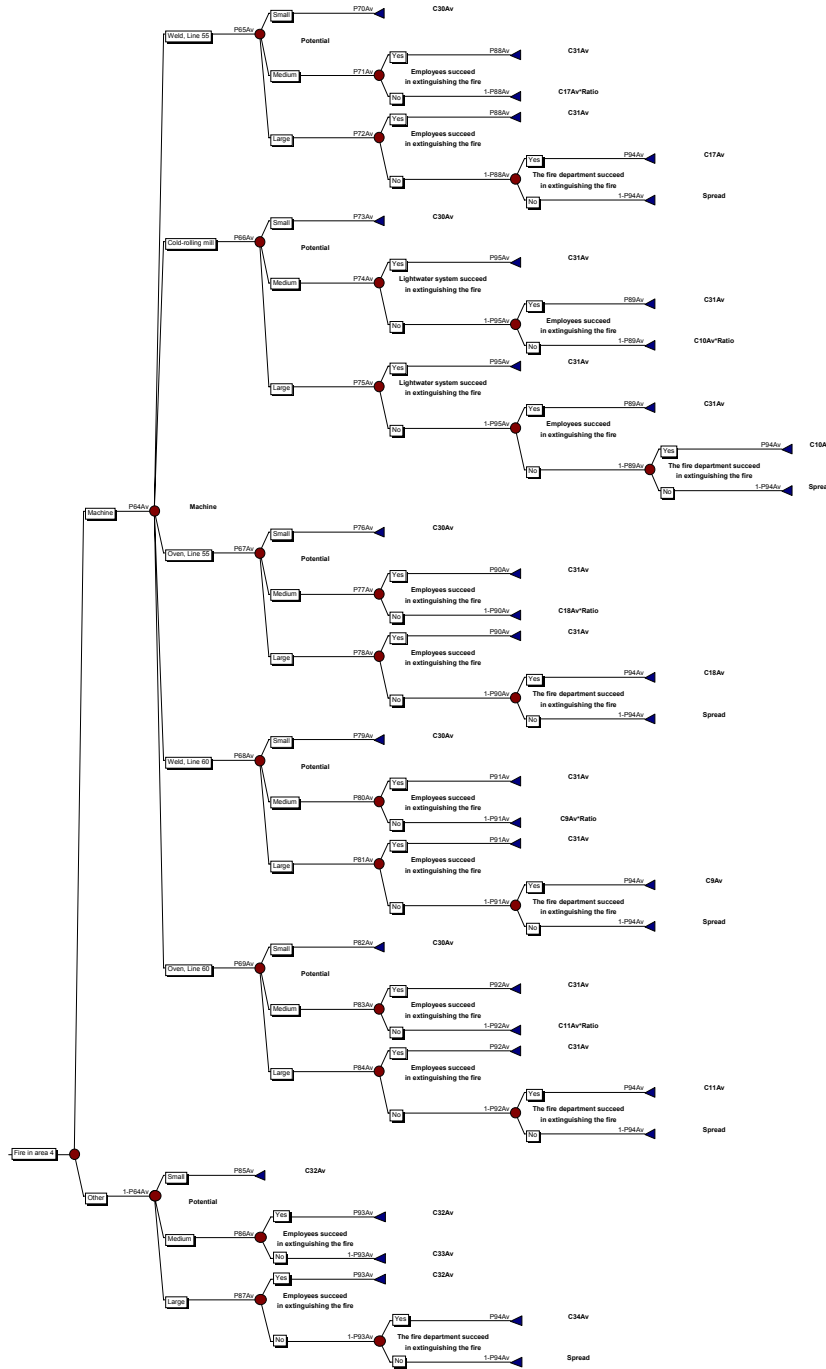 Small
P70Av
C30Av
Weld, Line 55
P65Av
Potential
Yes
P88Av
C31Av
Medium
P71Av
Employees succeed
in extinguishing the fire
No
1-P88Av
C17Av*Ratio
Yes
P88Av
C31Av
Large
P72Av
Employees succeed
in extinguishing the fire
Yes
P94Av
C17Av
No
1-P88Av
The fire department succeed
in extinguishing the fire
No
1-P94Av
Spread
Small
P73Av
C30Av
Cold-rolling mill
P66Av
Potential
Yes
P95Av
C31Av
Medium
P74Av
Lightwater system succeed
in extinguishing the fire
Yes
P89Av
C31Av
No
1-P95Av
Employees succeed
in extinguishing the fire
No
1-P89Av
C10Av*Ratio
Yes
P95Av
C31Av
Large
P75Av
Lightwater system succeed
in extinguishing the fire
Yes
P89Av
C31Av
No
1-P95Av
Employees succeed
in extinguishing the fire
Yes
P94Av
C10A
No
1-P89Av
The fire department succeed
in extinguishing the fire
No
1-P94Av
Sprea
Machine
P64Av
Machine
Small
P76Av
C30Av
Oven, Line 55
P67Av
Potential
Yes
P90Av
C31Av
Medium
P77Av
Employees succeed
in extinguishing the fire
No
1-P90Av
C18Av*Ratio
Yes
P90Av
C31Av
Large
P78Av
Employees succeed
in extinguishing the fire
Yes
P94Av
C18Av
No
1-P90Av
The fire department succeed
in extinguishing the fire
No
1-P94Av
Spread
Small
P79Av
C30Av
Weld, Line 60
P68Av
Potential
Yes
P91Av
C31Av
Medium
P80Av
Employees succeed
in extinguishing the fire
No
1-P91Av
C9Av*Ratio
Yes
P91Av
C31Av
Large
P81Av
Employees succeed
in extinguishing the fire
Yes
P94Av
C9Av
No
1-P91Av
The fire department succeed
in extinguishing the fire
No
1-P94Av
Spread
Small
P82Av
C30Av
Oven, Line 60
P69Av
Potential
Yes
P92Av
C31Av
Medium
P83Av
Employees succeed
in extinguishing the fire
No
1-P92Av
C11Av*Ratio
Yes
P92Av
C31Av
Large
P84Av
Employees succeed
in extinguishing the fire
Yes
P94Av
C11Av
No
1-P92Av
The fire department succeed
in extinguishing the fire
No
1-P94Av
Spread
Fire in area 4
Small
P85Av
C32Av
Other
1-P64Av
Potential
Yes
P93Av
C32Av
Medium
P86Av
Employees succeed
in extinguishing the fire
No
1-P93Av
C33Av
Yes
P93Av
C32Av
Large
P87Av
Employees succeed
in extinguishing the fire
Yes
P94Av
C34Av
No
1-P93Av
The fire department succeed
in extinguishing the fire
No
1-P94Av
Spread